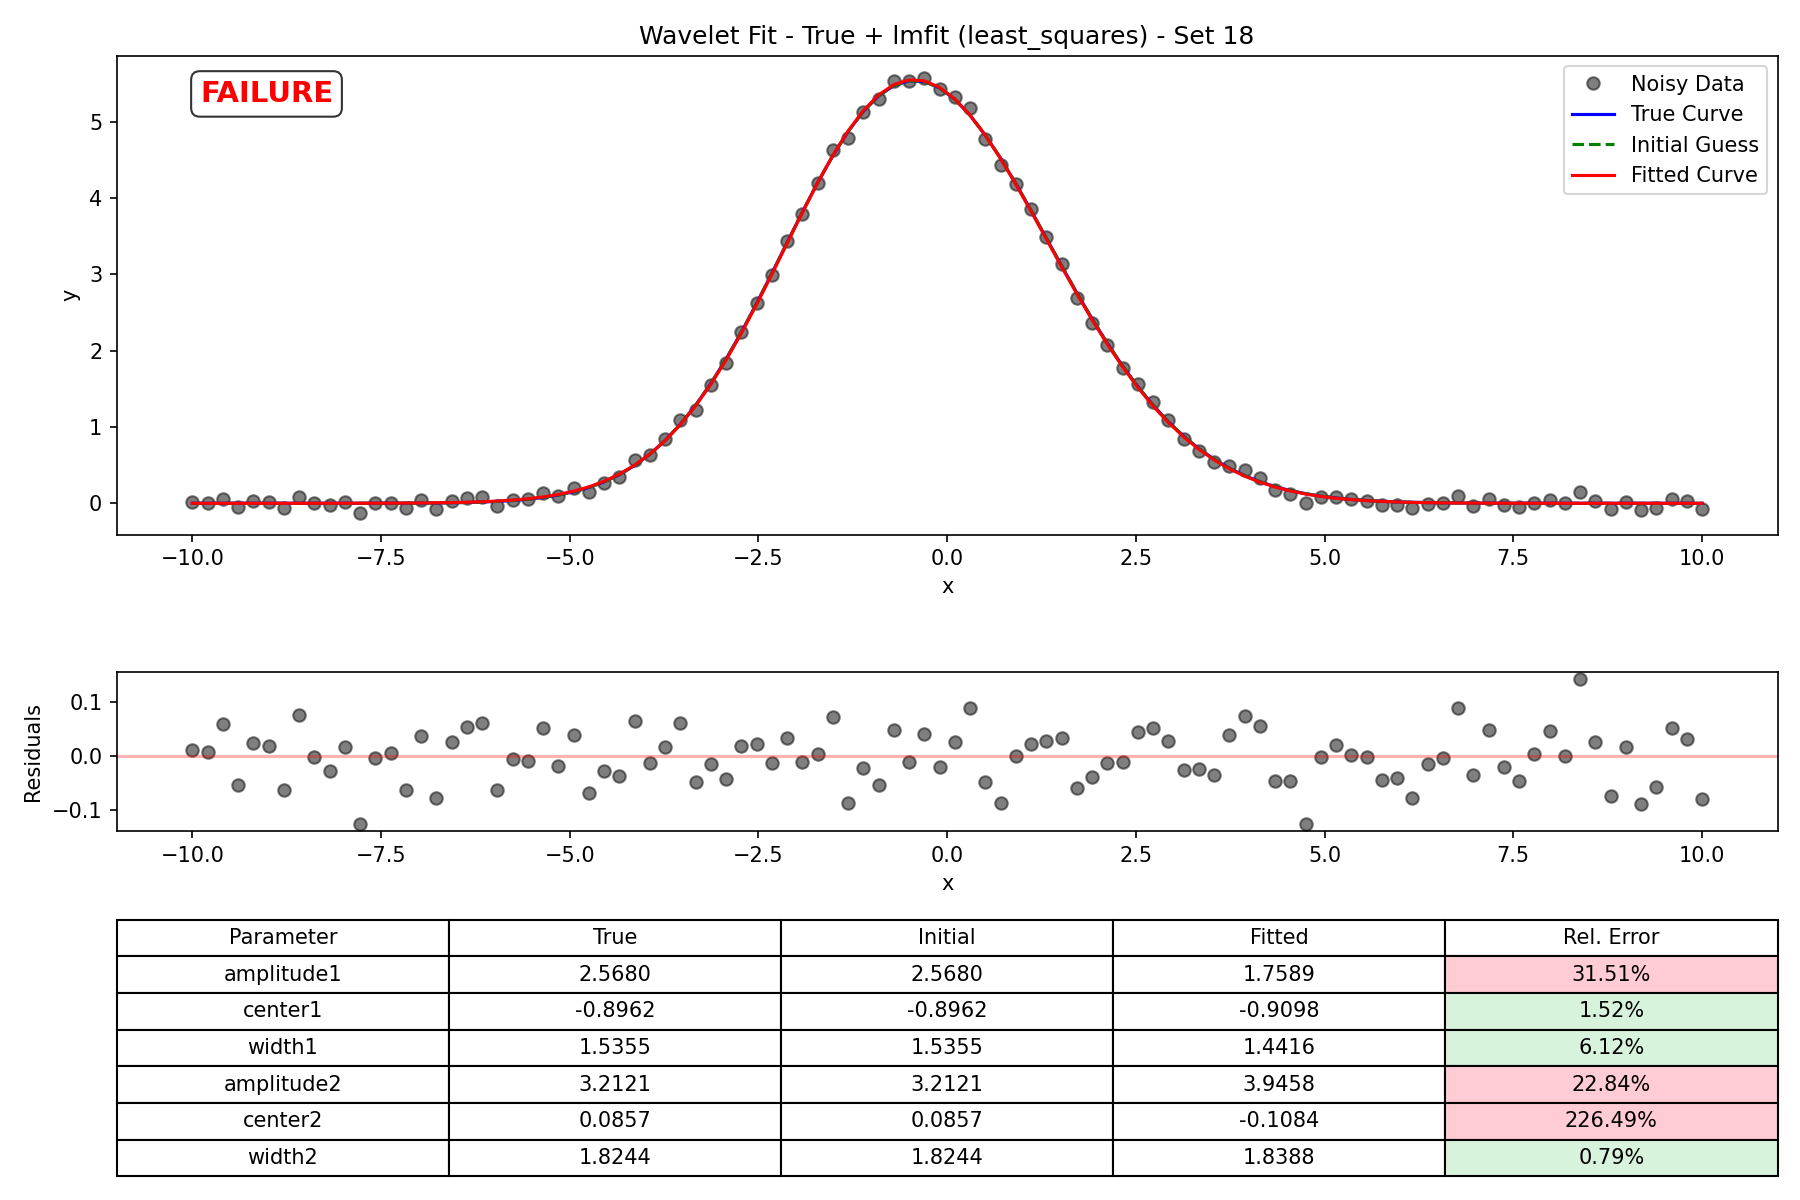 Wavelet Fit - True + lmfit (least_squares) - Set 18
FAILURE
Noisy Data
True Curve
Initial Guess
Fitted Curve
5
4
3
2
1
0
y
−10.0 −7.5 −5.0 −2.5 0.0 2.5 5.0 7.5 10.0
x
0.1
0.0
−0.1
Residuals
−10.0 −7.5 −5.0 −2.5 0.0 2.5 5.0 7.5 10.0
x
Parameter True Initial Fitted Rel. Error
amplitude1 2.5680 2.5680 1.7589 31.51%
center1 -0.8962 -0.8962 -0.9098 1.52%
width1 1.5355 1.5355 1.4416 6.12%
amplitude2 3.2121 3.2121 3.9458 22.84%
center2 0.0857 0.0857 -0.1084 226.49%
width2 1.8244 1.8244 1.8388 0.79%